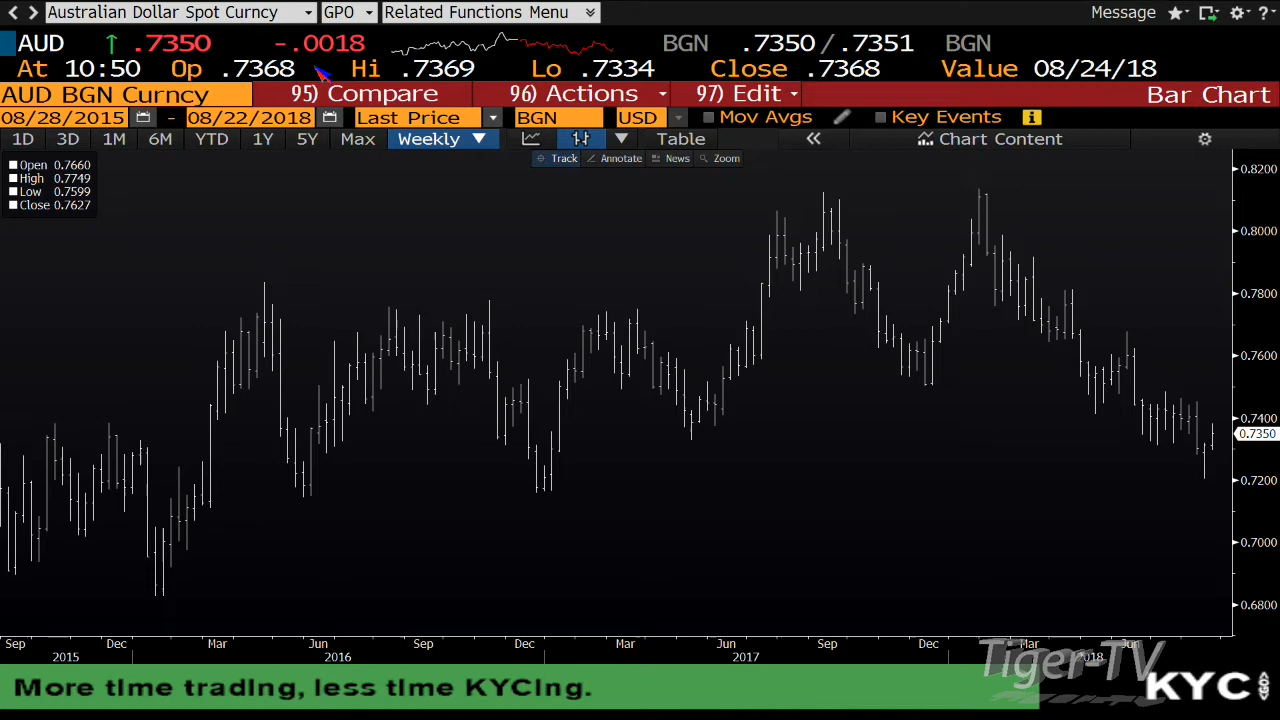 Australian Dollar Spot Curncy GPO Related Functions Menu Message ?
AUD ↑ .7350 -.0018 BGN .7350/.7351 BGN
At 10:50 Op .7368 Hi .7369 Lo .7334 Close .7368 Value 08/24/18
AUD BGN Curncy 95) Compare 96) Actions 97) Edit Bar Chart
08/28/2015 - 08/22/2018 Last Price BGN USD Mov Avgs Key Events
1D 3D 1M 6M YTD 1Y 5Y Max Weekly ▼ Table « Chart Content
Track Annotate News Zoom
Open 0.7660
High 0.7749
Low 0.7599
Close 0.7627
0.8200
0.8000
0.7800
0.7600
0.7400
0.7350
0.7200
0.7000
0.6800
Sep Dec Mar Jun Sep Dec Mar Jun Sep Dec Mar Jun
2015 2016 2017 2018
Tiger-TV
More time trading, less time KYCing.
KYC